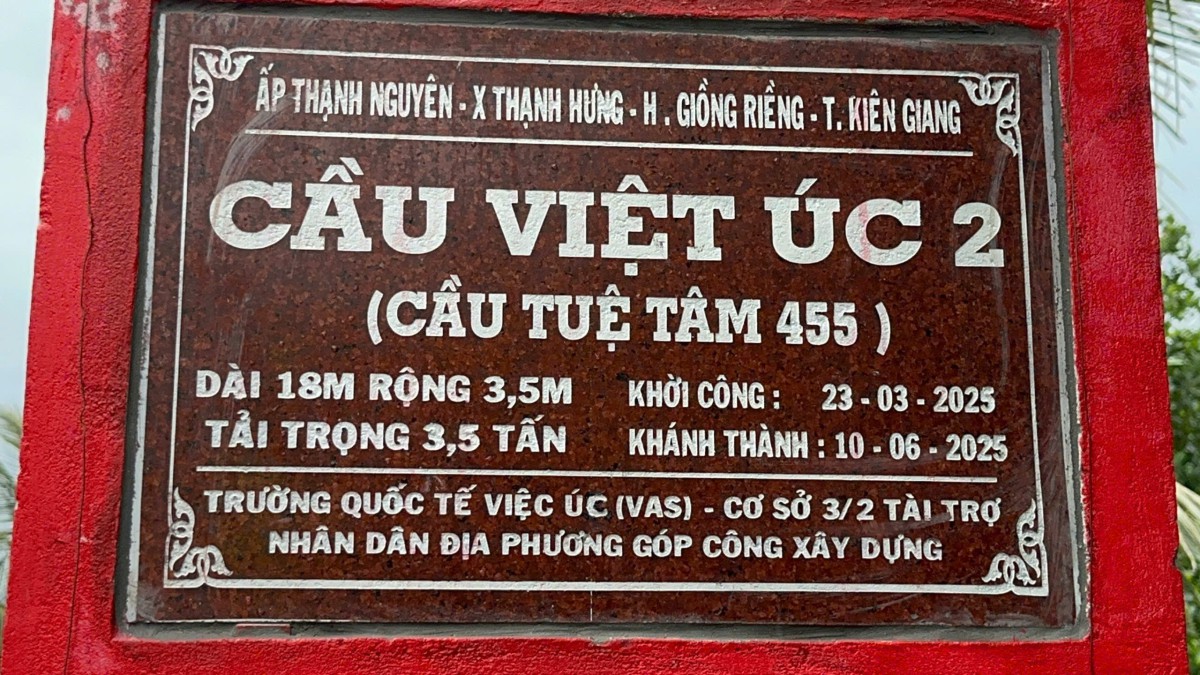 ẤP THẠNH NGUYÊN - X THẠNH HƯNG - H . GIỒNG RIỀNG - T. KIÊN GIANG
CẦU VIỆT ÚC 2
(CẦU TUỆ TÂM 455 )
DÀI 18M RỘNG 3,5M KHỞI CÔNG : 23 - 03 - 2025
TẢI TRỌNG 3,5 TẤN KHÁNH THÀNH : 10 - 06 - 2025
TRƯỜNG QUỐC TẾ VIỆC ÚC (VAS) - CƠ SỞ 3/2 TÀI TRỢ
NHÂN DÂN ĐỊA PHƯƠNG GÓP CÔNG XÂY DỰNG